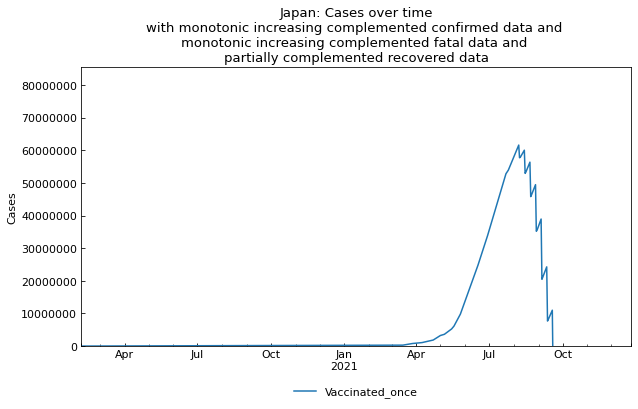 Japan: Cases over time
with monotonic increasing complemented confirmed data and
monotonic increasing complemented fatal data and
partially complemented recovered data
80000000
70000000
60000000
50000000
40000000
30000000
20000000
10000000
0
Cases
Apr Jul Oct Jan Apr Jul Oct
2021
Vaccinated_once